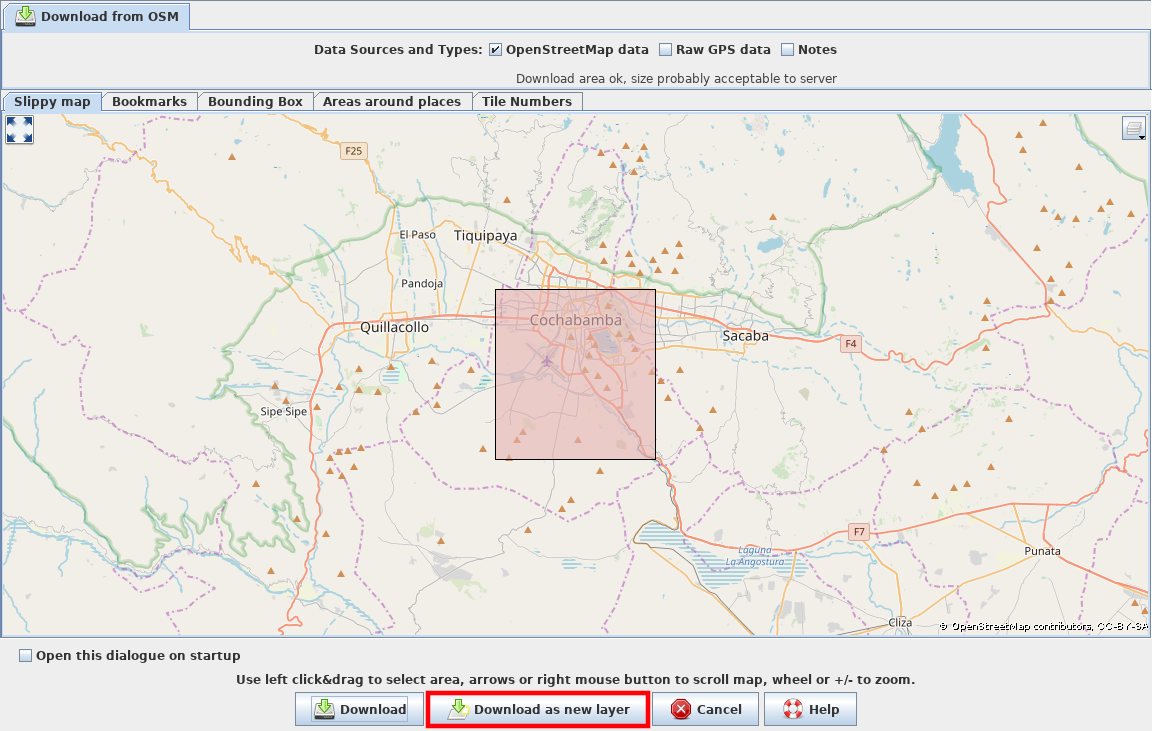 Download from OSM
Data Sources and Types: OpenStreetMap data Raw GPS data Notes
Download area ok, size probably acceptable to server
Slippy map Bookmarks Bounding Box Areas around places Tile Numbers
F25
El Paso
Tiquipaya
Pandoja
Cochabamba
Quillacollo
Sacaba
F4
Sipe Sipe
F7
Laguna
La Angostura
Punata
Cliza
© OpenStreetMap contributors, CC-BY-SA
Open this dialogue on startup
Use left click&drag to select area, arrows or right mouse button to scroll map, wheel or +/- to zoom.
Download Download as new layer Cancel Help